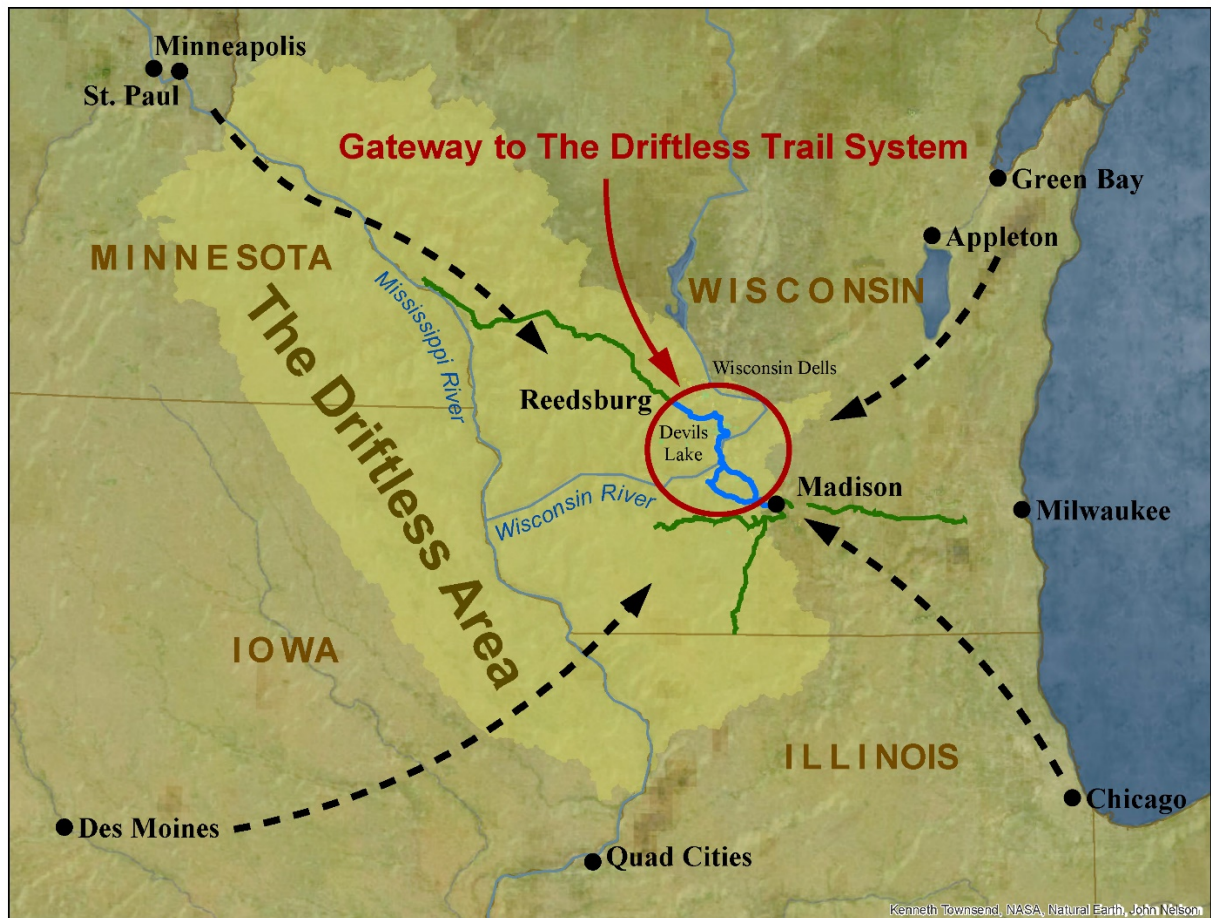 Minneapolis
St. Paul
Gateway to The Driftless Trail System
Green Bay
Appleton
MINNESOTA
WISCONSIN
The Driftless Area
Mississippi River
Wisconsin Dells
Reedsburg
Devils
Lake
Madison
Wisconsin River
Milwaukee
IOWA
ILLINOIS
Chicago
Des Moines
Quad Cities
Kenneth Townsend, NASA, Natural Earth, John Nelson